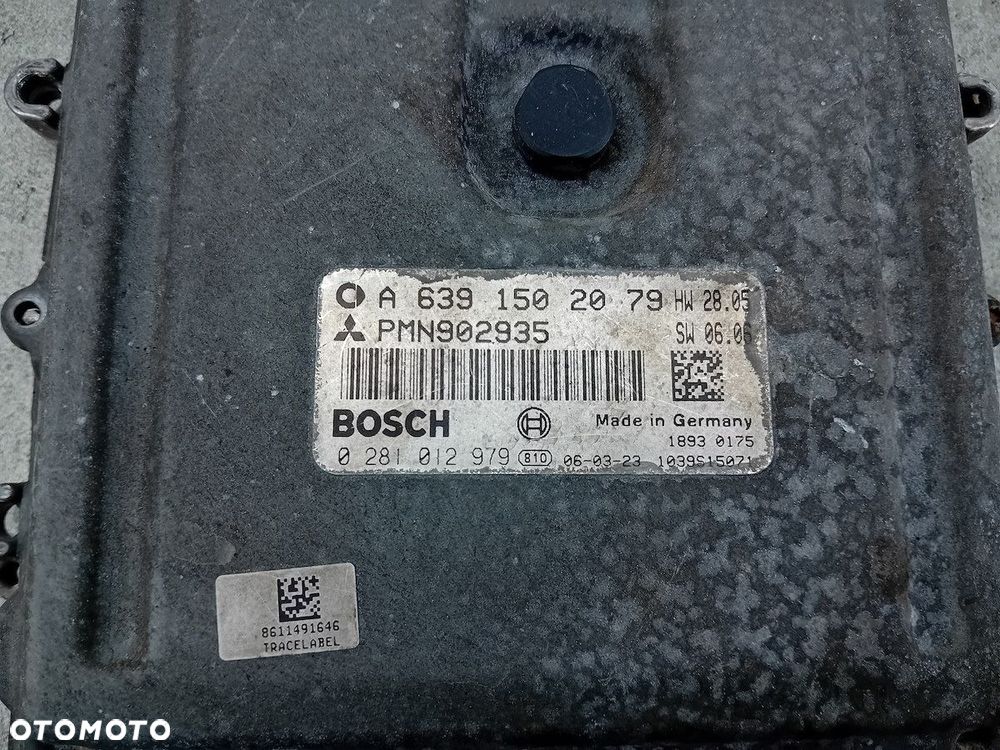 A 639 150 20 79 HW 28.05
PMN902935 SW 06.06
BOSCH Made in Germany
1893 0175
0 281 012 979 810 06-03-23 1039S15071
8611491646
TRACELABEL
OTOMOTO